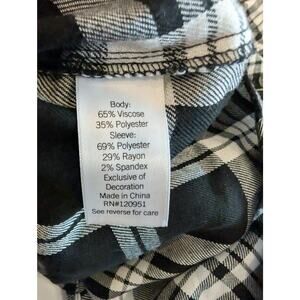 Body:
65% Viscose
35% Polyester
Sleeve:
69% Polyester
29% Rayon
2% Spandex
Exclusive of
Decoration
Made in China
RN#120951
See reverse for care